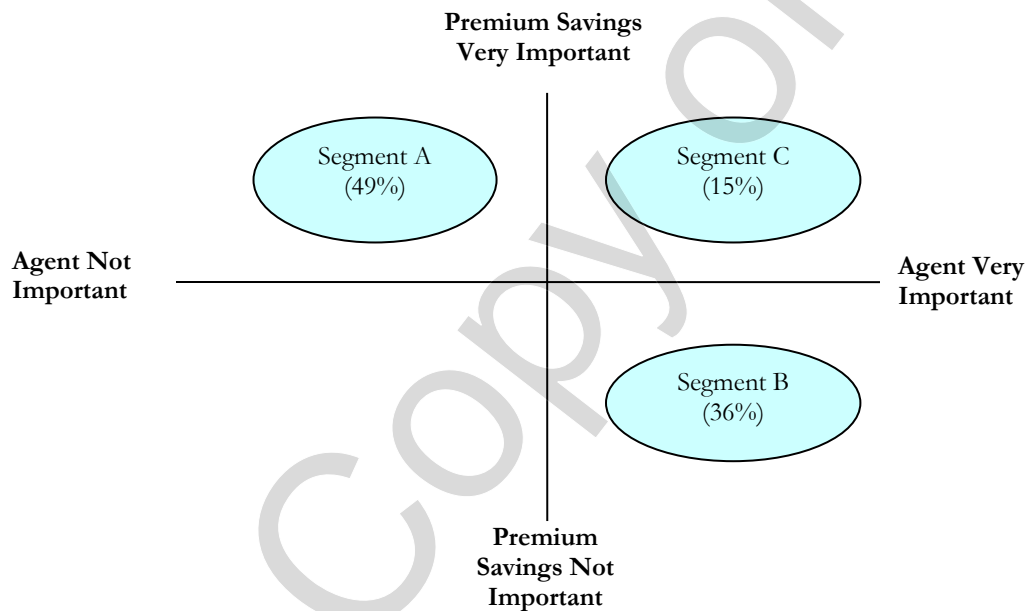 Premium Savings
Very Important
Segment A
(49%)
Segment C
(15%)
Agent Not
Important
Agent Very
Important
Segment B
(36%)
Premium
Savings Not
Important
Copy or